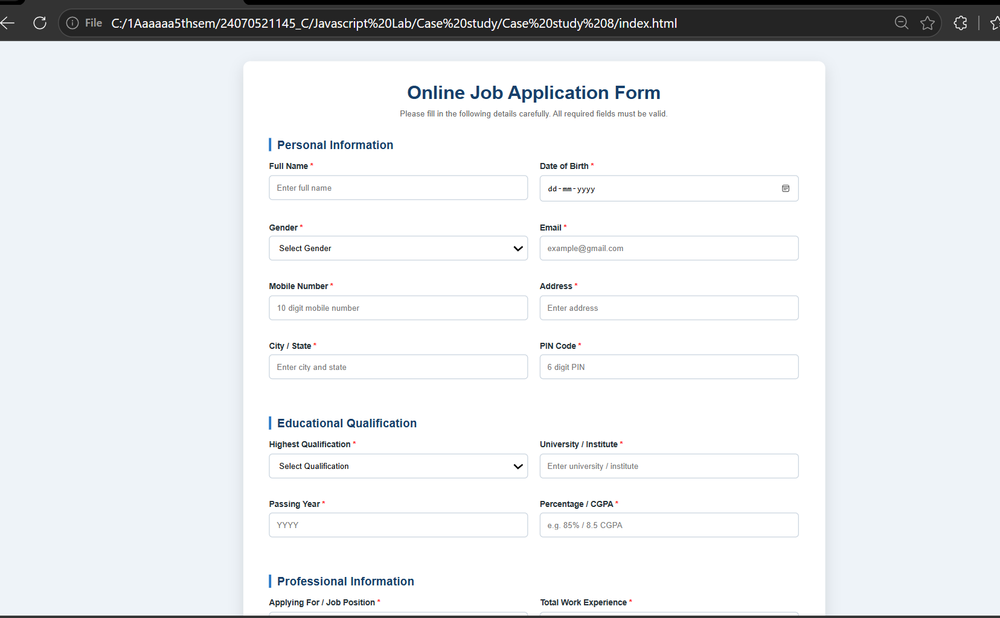 File C:/1Aaaaaa5thsem/24070521145_C/Javascript%20Lab/Case%20study/Case%20study%208/index.html
Online Job Application Form
Please fill in the following details carefully. All required fields must be valid.
Personal Information
Full Name * Date of Birth *
Enter full name dd-mm-yyyy
Gender * Email *
Select Gender example@gmail.com
Mobile Number * Address *
10 digit mobile number Enter address
City / State * PIN Code *
Enter city and state 6 digit PIN
Educational Qualification
Highest Qualification * University / Institute *
Select Qualification Enter university / institute
Passing Year * Percentage / CGPA *
YYYY e.g. 85% / 8.5 CGPA
Professional Information
Applying For / Job Position * Total Work Experience *